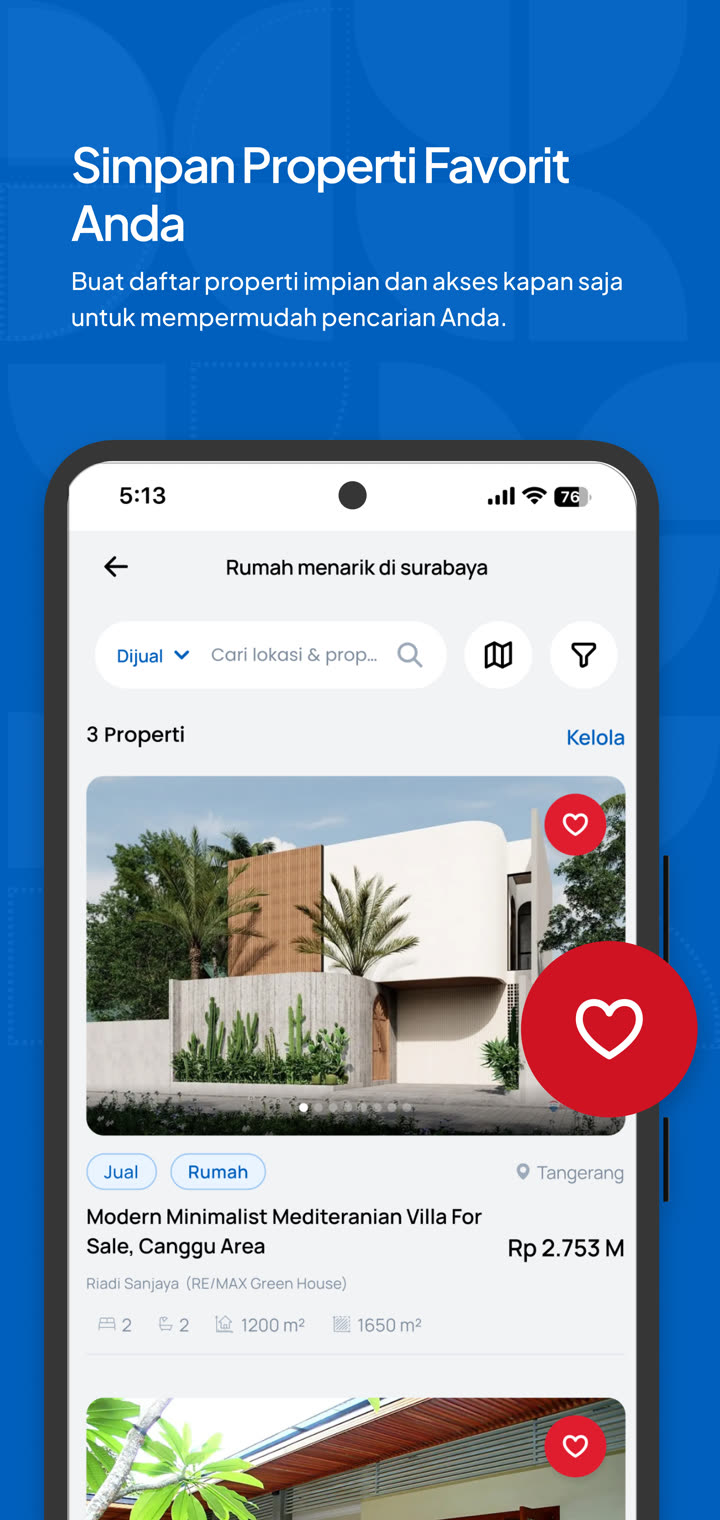 Simpan Properti Favorit
Anda
Buat daftar properti impian dan akses kapan saja
untuk mempermudah pencarian Anda.
5:13
76
Rumah menarik di surabaya
Dijual
Cari lokasi & prop...
3 Properti
Kelola
Jual
Rumah
Tangerang
Modern Minimalist Mediteranian Villa For
Sale, Canggu Area
Rp 2.753 M
Riadi Sanjaya (RE/MAX Green House)
2
2
1200 m²
1650 m²